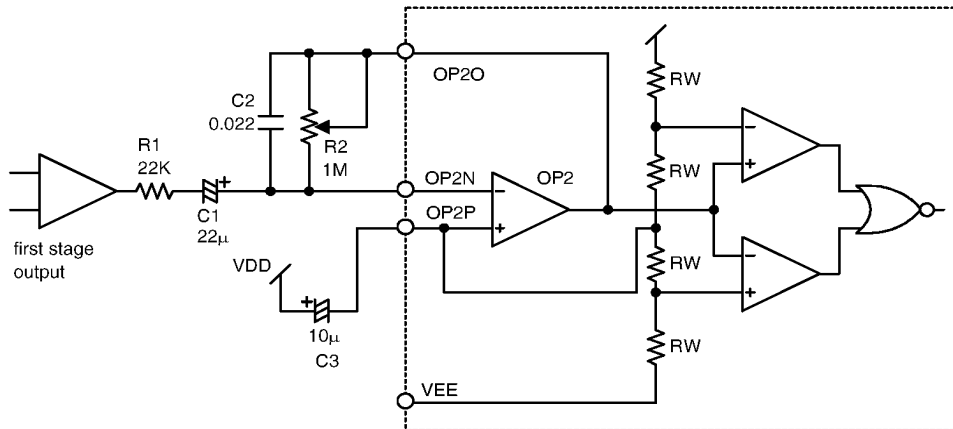 OP2O
RW
C2
0.022
R1
22K
R2
1M
RW
OP2N
OP2
−
+
−
+
C1
22μ
OP2P
first stage
output
VDD
+
10μ
C3
+
RW
−
+
RW
VEE